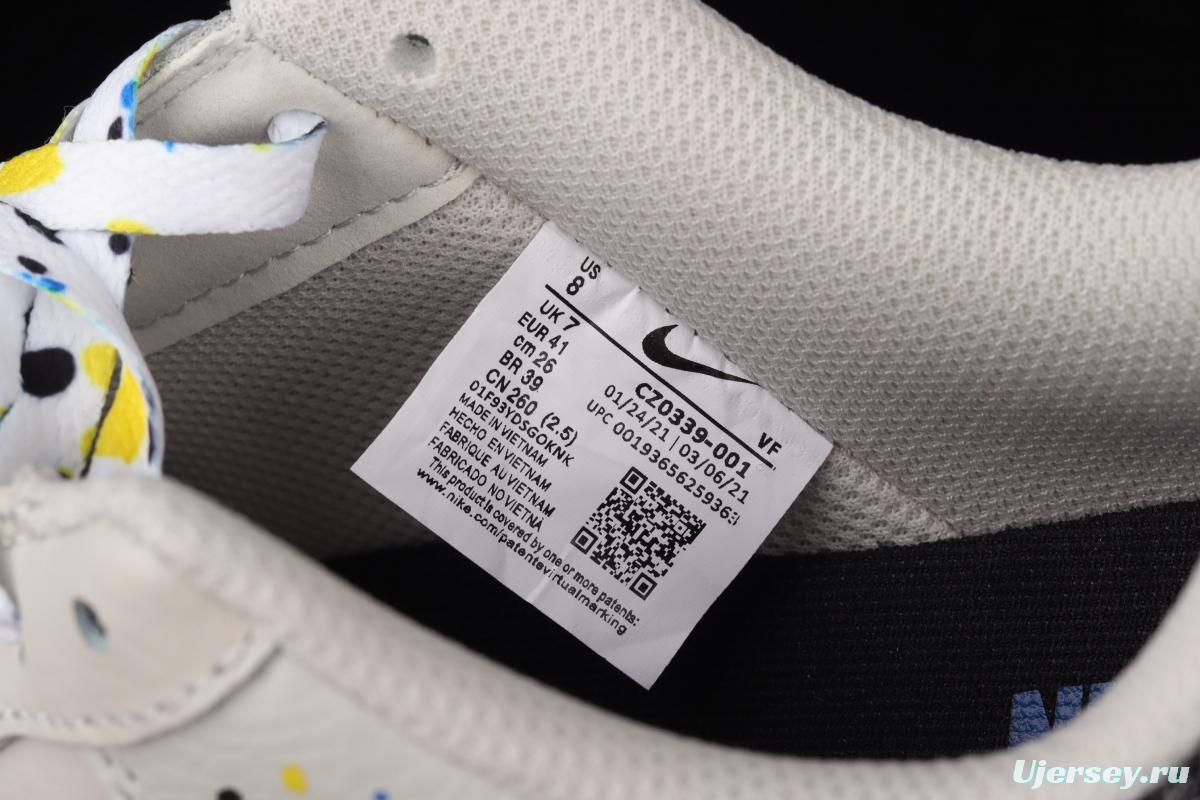 US
8
UK 7
EUR 41
cm 26
BR 39
CN 260 (2.5)
01F93YDSGOKNK
MADE IN VIETNAM
HECHO EN VIETNAM
FABRIQUE AU VIETNAM
FABRICADO NO VIETNÃ
This product is covered by one or more patents:
www.nike.com/patentsvirtualmarking
CZ0339-001 VF
01/24/21 | 03/06/21
UPC 00193656259363
Ujersey.ru